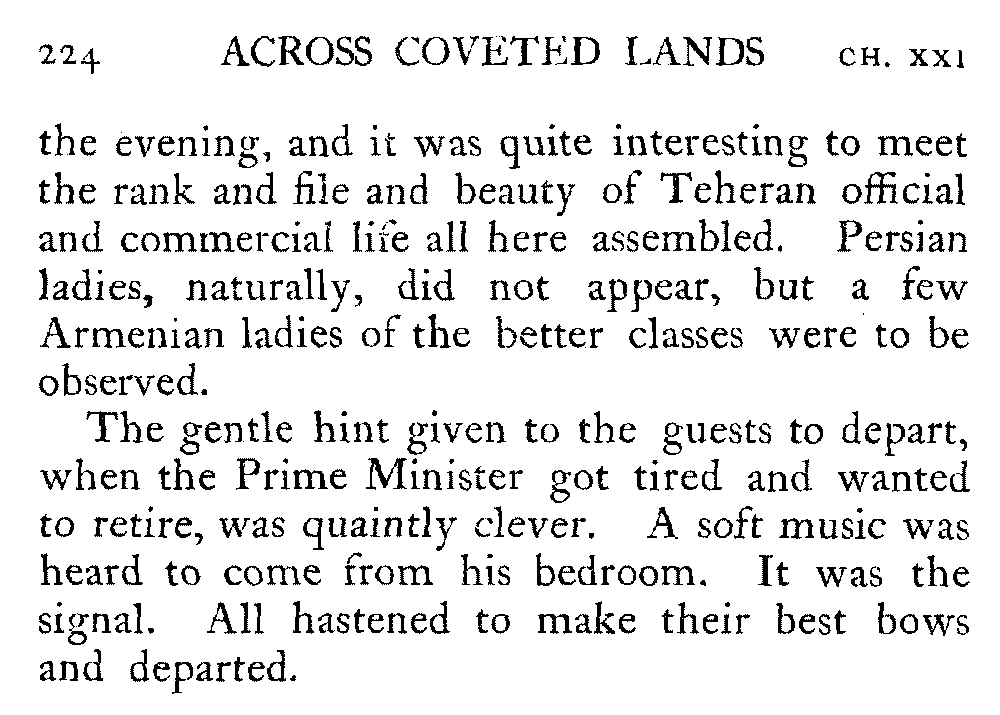 224 ACROSS COVETED LANDS CH. XXI
the evening, and it was quite interesting to meet
the rank and file and beauty of Teheran official
and commercial life all here assembled. Persian
ladies, naturally, did not appear, but a few
Armenian ladies of the better classes were to be
observed.
The gentle hint given to the guests to depart,
when the Prime Minister got tired and wanted
to retire, was quaintly clever. A soft music was
heard to come from his bedroom. It was the
signal. All hastened to make their best bows
and departed.